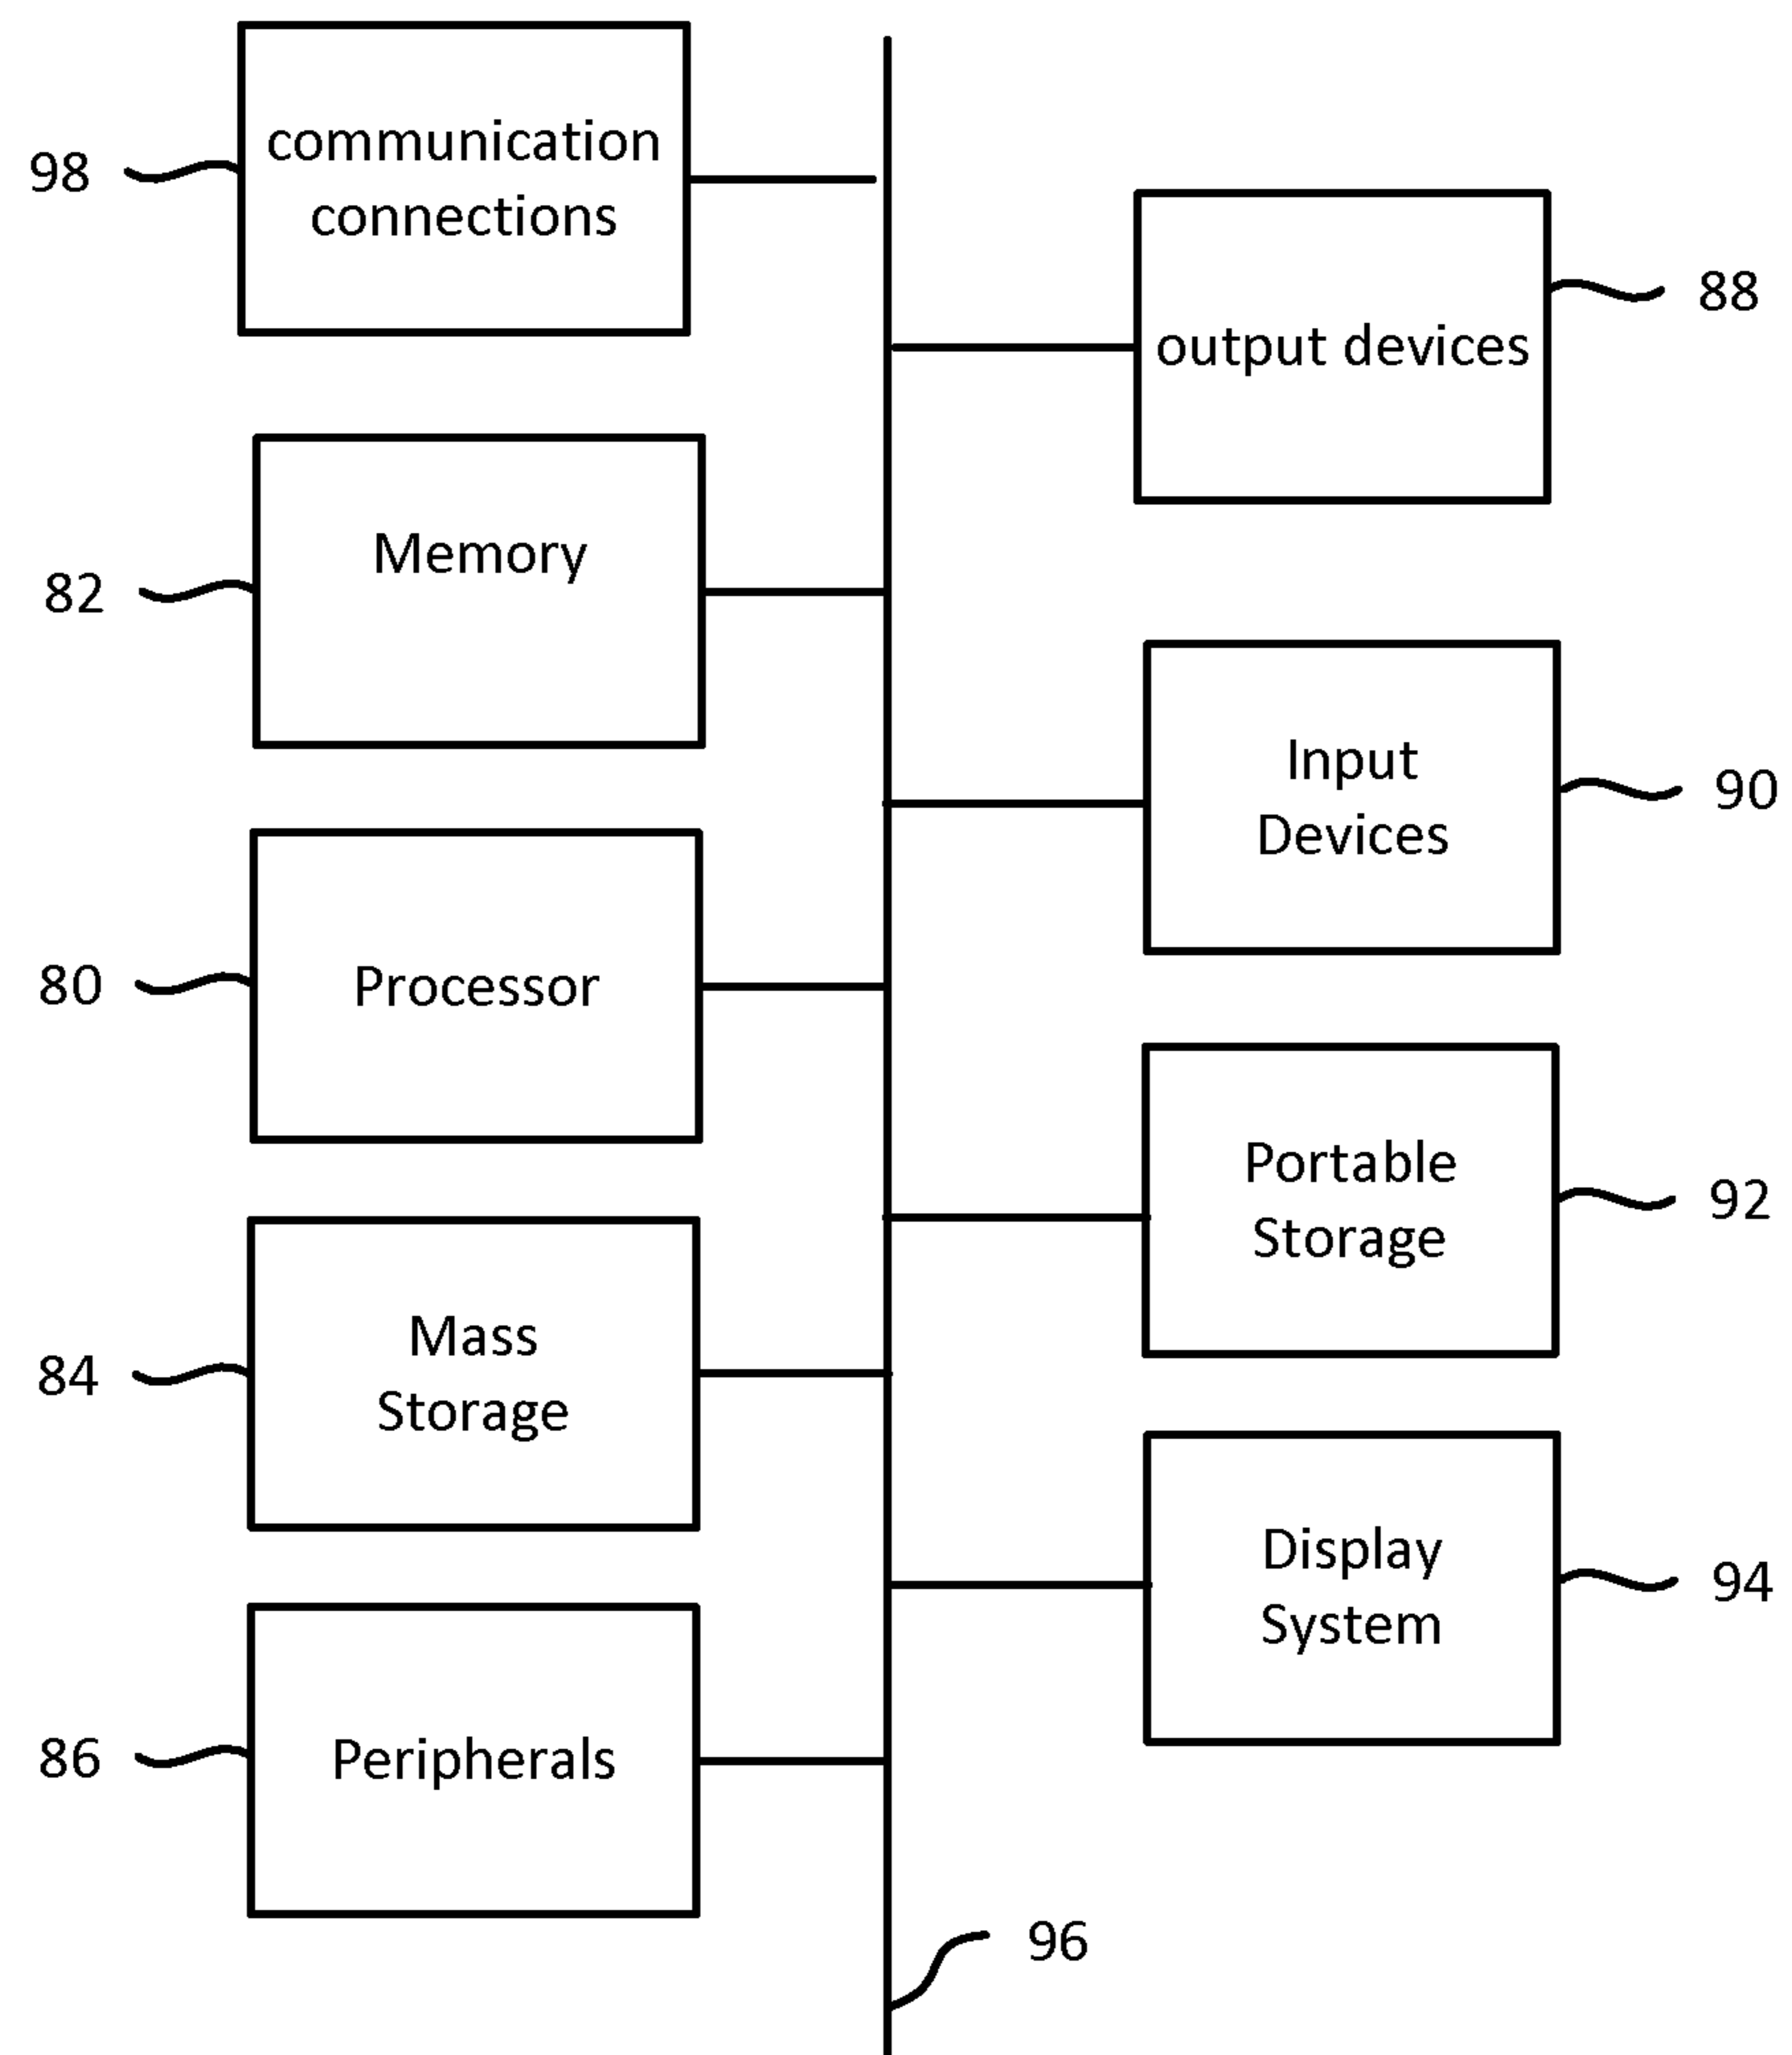 98
communication
connections
output devices
88
Memory
82
Input
Devices
90
80
Processor
Portable
Storage
92
84
Mass
Storage
Display
System
94
86
Peripherals
96